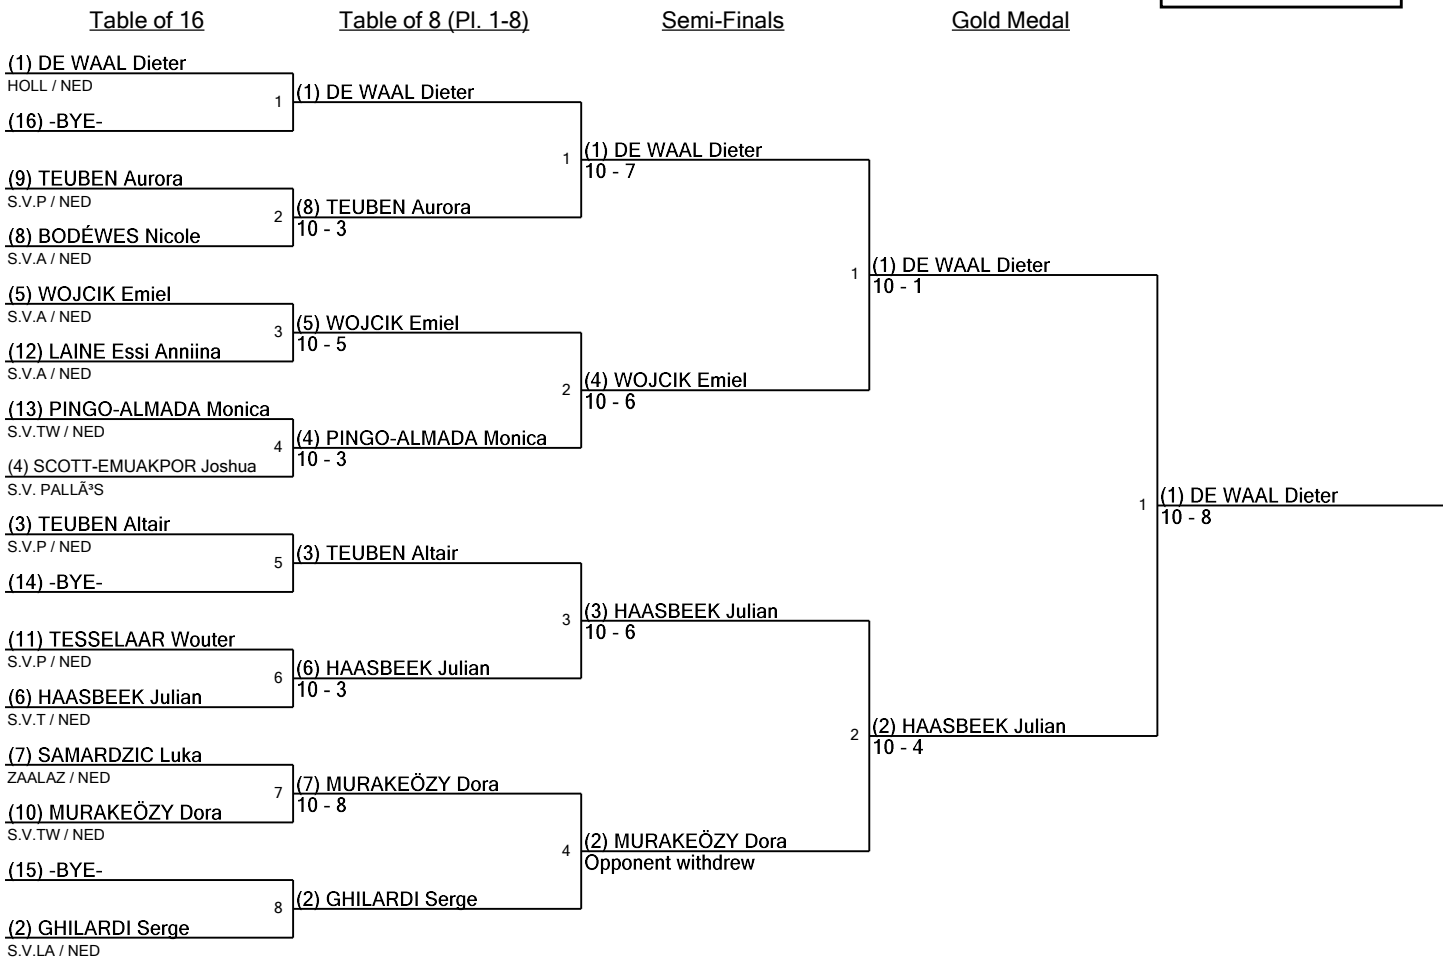 Table of 16
Table of 8 (Pl. 1-8)
Semi-Finals
Gold Medal
(1) DE WAAL Dieter
HOLL / NED
(16) -BYE-
(9) TEUBEN Aurora
S.V.P / NED
(8) BODÉWES Nicole
S.V.A / NED
(5) WOJCIK Emiel
S.V.A / NED
(12) LAINE Essi Anniina
S.V.A / NED
(13) PINGO-ALMADA Monica
S.V.TW / NED
(4) SCOTT-EMUAKPOR Joshua
S.V. PALLÃ³S
(3) TEUBEN Altair
S.V.P / NED
(14) -BYE-
(11) TESSELAAR Wouter
S.V.P / NED
(6) HAASBEEK Julian
S.V.T / NED
(7) SAMARDZIC Luka
ZAALAZ / NED
(10) MURAKEÖZY Dora
S.V.TW / NED
(15) -BYE-
(2) GHILARDI Serge
S.V.LA / NED
1
(1) DE WAAL Dieter
2
(8) TEUBEN Aurora
10 - 3
3
(5) WOJCIK Emiel
10 - 5
4
(4) PINGO-ALMADA Monica
10 - 3
5
(3) TEUBEN Altair
6
(6) HAASBEEK Julian
10 - 3
7
(7) MURAKEÖZY Dora
10 - 8
8
(2) GHILARDI Serge
1
(1) DE WAAL Dieter
10 - 7
2
(4) WOJCIK Emiel
10 - 6
3
(3) HAASBEEK Julian
10 - 6
4
(2) MURAKEÖZY Dora
Opponent withdrew
1
(1) DE WAAL Dieter
10 - 1
2
(2) HAASBEEK Julian
10 - 4
1
(1) DE WAAL Dieter
10 - 8